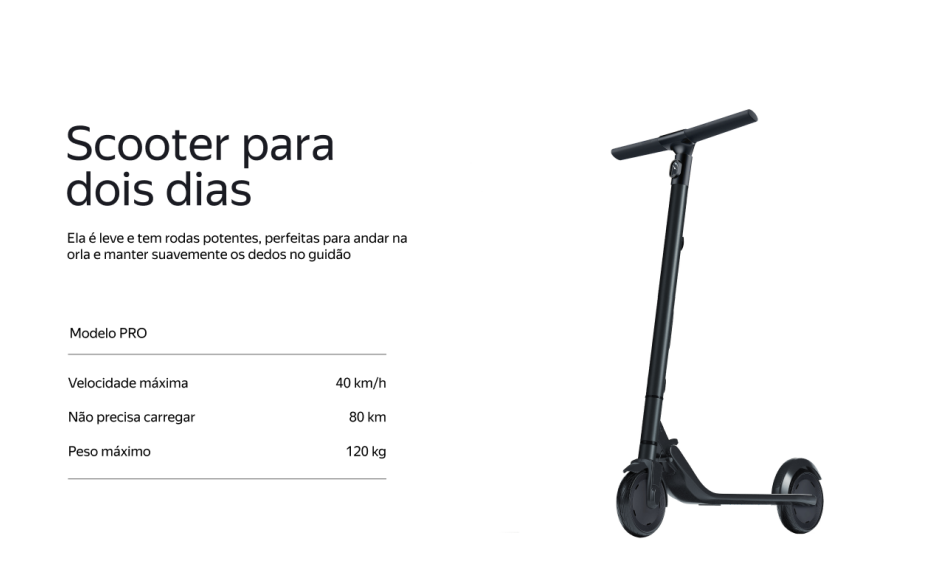 Scooter para
dois dias
Ela é leve e tem rodas potentes, perfeitas para andar na
orla e manter suavemente os dedos no guidão
Modelo PRO
Velocidade máxima 40 km/h
Não precisa carregar 80 km
Peso máximo 120 kg